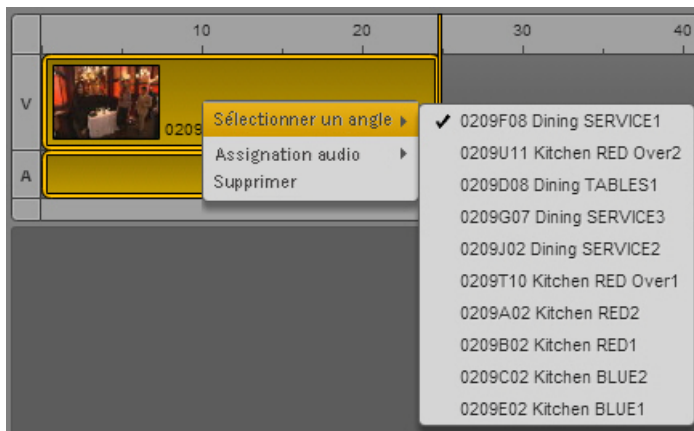 10 20 30 40
V
0209
A
Sélectionner un angle
Assignation audio
Supprimer
0209F08 Dining SERVICE1
0209U11 Kitchen RED Over2
0209D08 Dining TABLES1
0209G07 Dining SERVICE3
0209J02 Dining SERVICE2
0209T10 Kitchen RED Over1
0209A02 Kitchen RED2
0209B02 Kitchen RED1
0209C02 Kitchen BLUE2
0209E02 Kitchen BLUE1